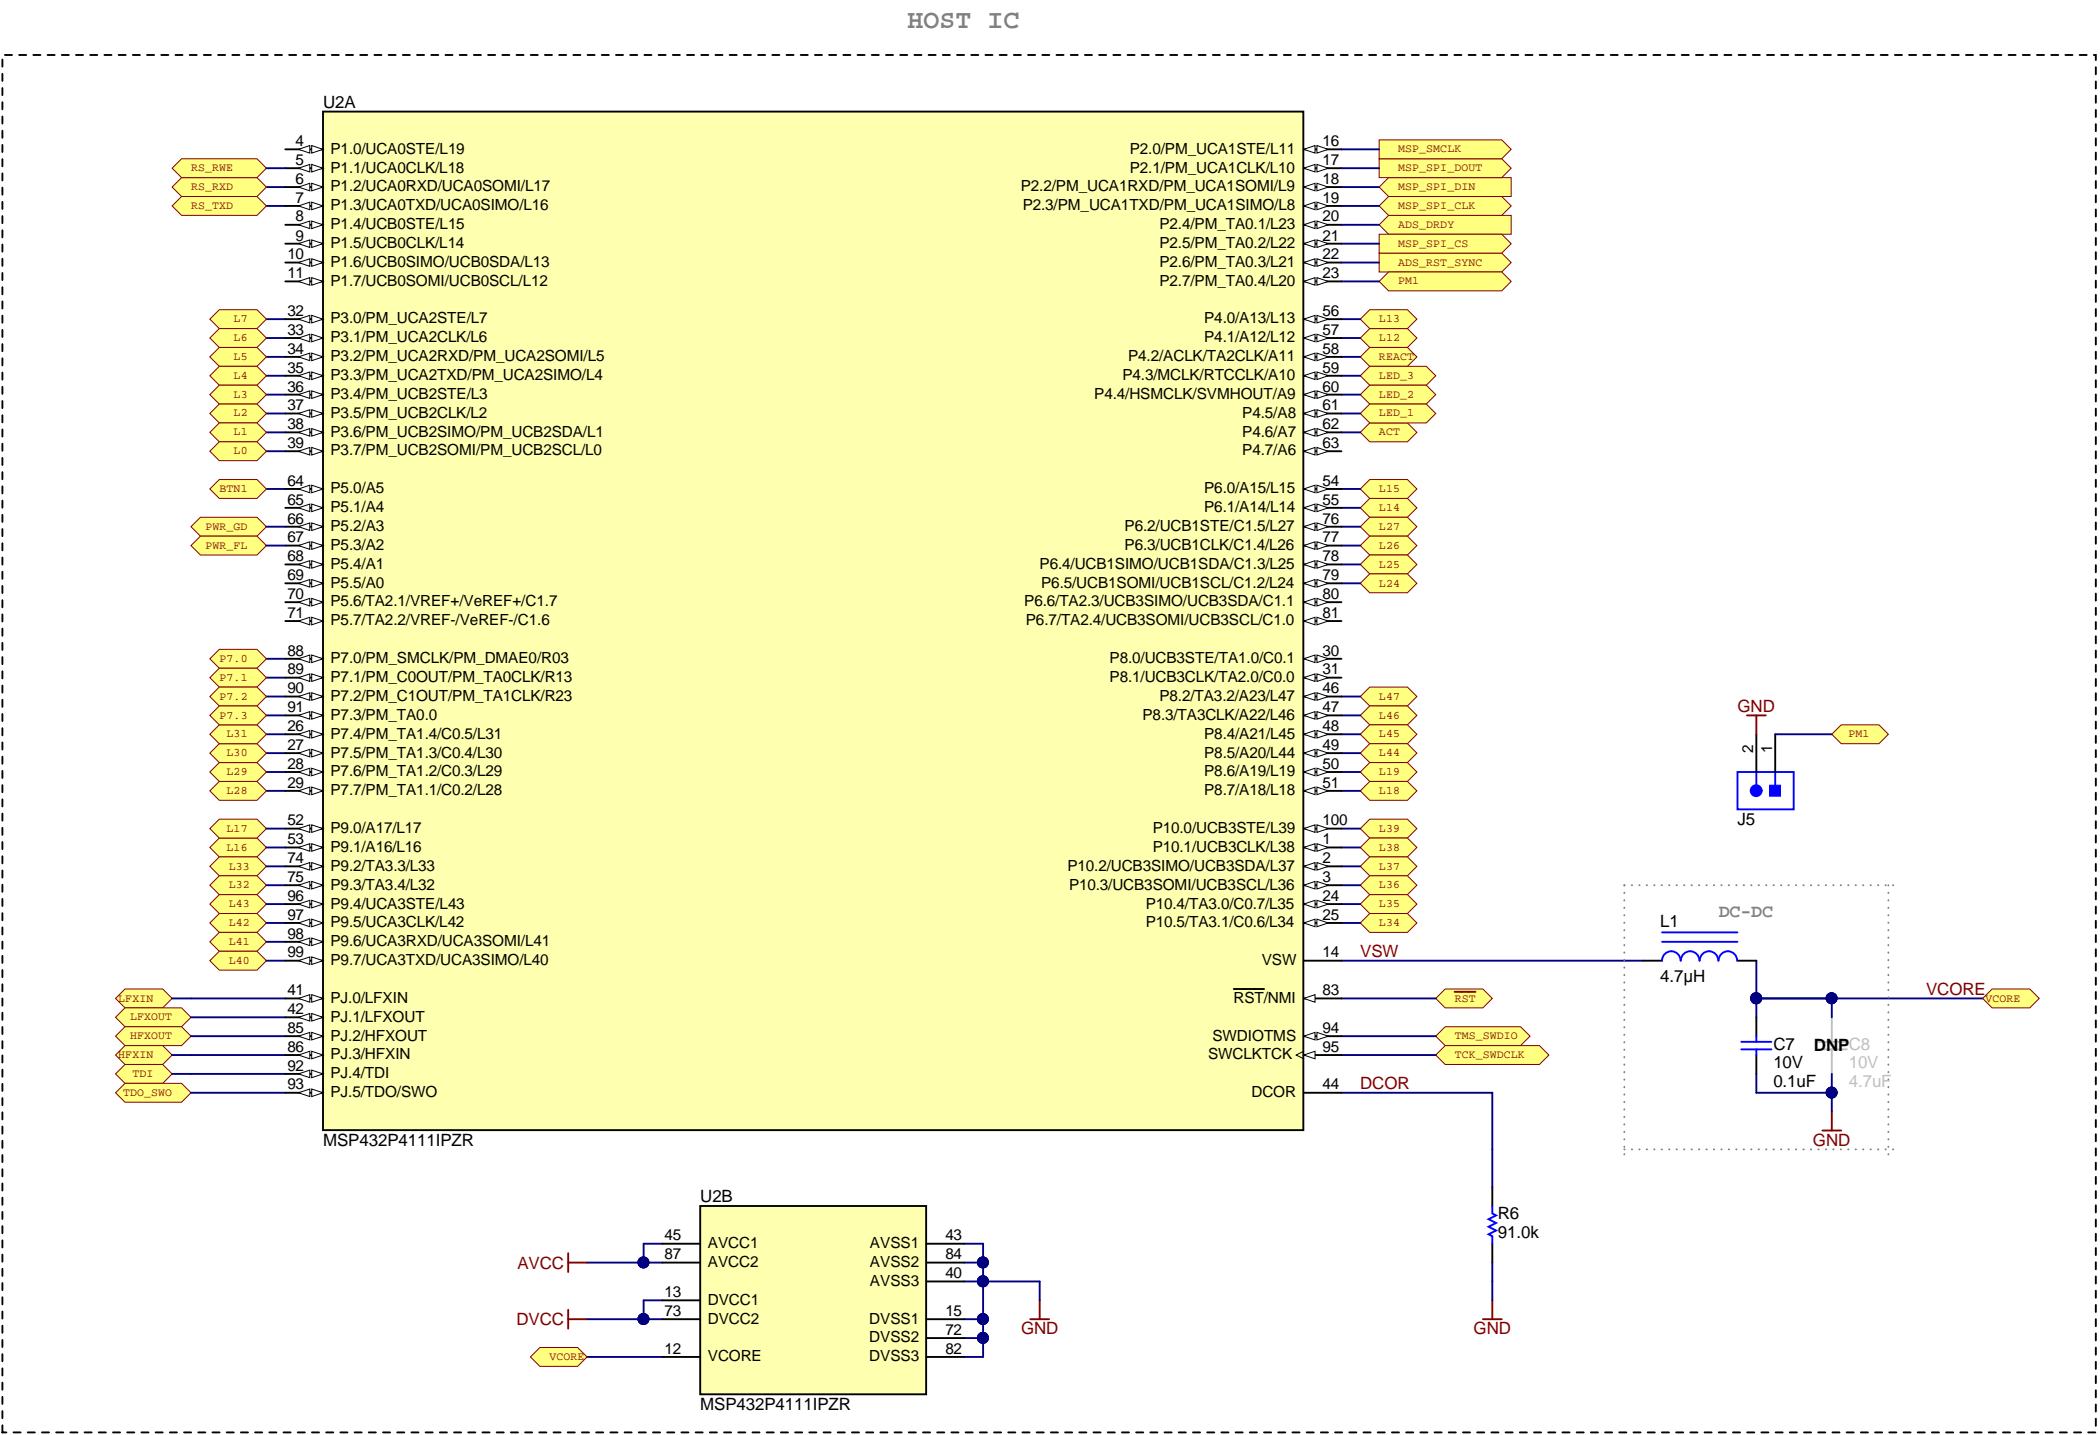 HOST IC
U2A
RS_RWE
RS_RXD
RS_TXD
4 P1.0/UCA0STE/L19
5 P1.1/UCA0CLK/L18
6 P1.2/UCA0RXD/UCA0SOMI/L17
7 P1.3/UCA0TXD/UCA0SIMO/L16
8 P1.4/UCB0STE/L15
9 P1.5/UCB0CLK/L14
10 P1.6/UCB0SIMO/UCB0SDA/L13
11 P1.7/UCB0SOMI/UCB0SCL/L12
L7 32 P3.0/PM_UCA2STE/L7
L6 33 P3.1/PM_UCA2CLK/L6
L5 34 P3.2/PM_UCA2RXD/PM_UCA2SOMI/L5
L4 35 P3.3/PM_UCA2TXD/PM_UCA2SIMO/L4
L3 36 P3.4/PM_UCB2STE/L3
L2 37 P3.5/PM_UCB2CLK/L2
L1 38 P3.6/PM_UCB2SIMO/PM_UCB2SDA/L1
L0 39 P3.7/PM_UCB2SOMI/PM_UCB2SCL/L0
BTN1 64 P5.0/A5
65 P5.1/A4
PWR_GD 66 P5.2/A3
PWR_FL 67 P5.3/A2
68 P5.4/A1
69 P5.5/A0
70 P5.6/TA2.1/VREF+/VeREF+/C1.7
71 P5.7/TA2.2/VREF-/VeREF-/C1.6
P7.0 88 P7.0/PM_SMCLK/PM_DMAE0/R03
P7.1 89 P7.1/PM_C0OUT/PM_TA0CLK/R13
P7.2 90 P7.2/PM_C1OUT/PM_TA1CLK/R23
P7.3 91 P7.3/PM_TA0.0
L31 26 P7.4/PM_TA1.4/C0.5/L31
L30 27 P7.5/PM_TA1.3/C0.4/L30
L29 28 P7.6/PM_TA1.2/C0.3/L29
L28 29 P7.7/PM_TA1.1/C0.2/L28
L17 52 P9.0/A17/L17
L16 53 P9.1/A16/L16
L33 74 P9.2/TA3.3/L33
L32 75 P9.3/TA3.4/L32
L43 96 P9.4/UCA3STE/L43
L42 97 P9.5/UCA3CLK/L42
L41 98 P9.6/UCA3RXD/UCA3SOMI/L41
L40 99 P9.7/UCA3TXD/UCA3SIMO/L40
LFXIN 41 PJ.0/LFXIN
LFXOUT 42 PJ.1/LFXOUT
HFXOUT 85 PJ.2/HFXOUT
HFXIN 86 PJ.3/HFXIN
TDI 92 PJ.4/TDI
TDO_SWO 93 PJ.5/TDO/SWO
P2.0/PM_UCA1STE/L11 16 MSP_SMCLK
P2.1/PM_UCA1CLK/L10 17 MSP_SPI_DOUT
P2.2/PM_UCA1RXD/PM_UCA1SOMI/L9 18 MSP_SPI_DIN
P2.3/PM_UCA1TXD/PM_UCA1SIMO/L8 19 MSP_SPI_CLK
P2.4/PM_TA0.1/L23 20 ADS_DRDY
P2.5/PM_TA0.2/L22 21 MSP_SPI_CS
P2.6/PM_TA0.3/L21 22 ADS_RST_SYNC
P2.7/PM_TA0.4/L20 23 PM1
P4.0/A13/L13 56 L13
P4.1/A12/L12 57 L12
P4.2/ACLK/TA2CLK/A11 58 REACT
P4.3/MCLK/RTCCLK/A10 59 LED_3
P4.4/HSMCLK/SVMHOUT/A9 60 LED_2
P4.5/A8 61 LED_1
P4.6/A7 62 ACT
P4.7/A6 63
P6.0/A15/L15 54 L15
P6.1/A14/L14 55 L14
P6.2/UCB1STE/C1.5/L27 76 L27
P6.3/UCB1CLK/C1.4/L26 77 L26
P6.4/UCB1SIMO/UCB1SDA/C1.3/L25 78 L25
P6.5/UCB1SOMI/UCB1SCL/C1.2/L24 79 L24
P6.6/TA2.3/UCB3SIMO/UCB3SDA/C1.1 80
P6.7/TA2.4/UCB3SOMI/UCB3SCL/C1.0 81
P8.0/UCB3STE/TA1.0/C0.1 30
P8.1/UCB3CLK/TA2.0/C0.0 31
P8.2/TA3.2/A23/L47 46 L47
P8.3/TA3CLK/A22/L46 47 L46
P8.4/A21/L45 48 L45
P8.5/A20/L44 49 L44
P8.6/A19/L19 50 L19
P8.7/A18/L18 51 L18
P10.0/UCB3STE/L39 100 L39
P10.1/UCB3CLK/L38 1 L38
P10.2/UCB3SIMO/UCB3SDA/L37 2 L37
P10.3/UCB3SOMI/UCB3SCL/L36 3 L36
P10.4/TA3.0/C0.7/L35 24 L35
P10.5/TA3.1/C0.6/L34 25 L34
VSW 14 VSW
RST/NMI 83 RST
SWDIOTMS 94 TMS_SWDIO
SWCLKTCK 95 TCK_SWDCLK
DCOR 44 DCOR
MSP432P4111IPZR
GND
2 1 PM1
J5
DC-DC
L1
4.7µH
VCORE VCORE
C7
10V
0.1uF
DNP
C8
10V
4.7uF
GND
R6
91.0k
GND
U2B
AVCC
45 AVCC1
87 AVCC2
DVCC
13 DVCC1
73 DVCC2
VCORE 12 VCORE
AVSS1 43
AVSS2 84
AVSS3 40
DVSS1 15
DVSS2 72
DVSS3 82
GND
MSP432P4111IPZR